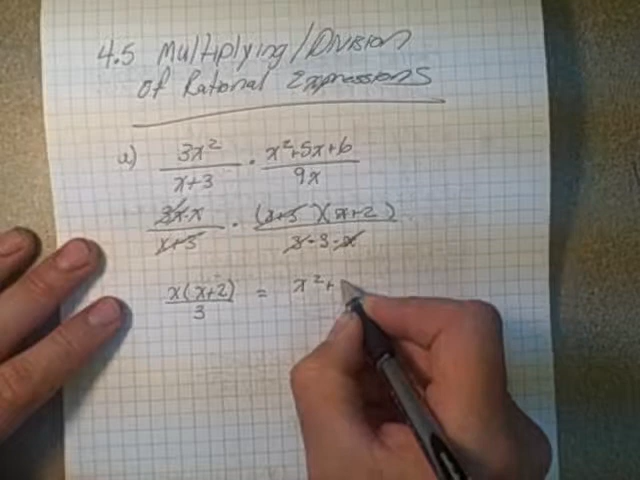 4.5 Multiplying/Division
of Rational Expressions
a) 3x²/x+3 · x²+5x+6/9x
3x·x/x+3 · (x+3)(x+2)/3·3·x
x(x+2)/3 = x²+